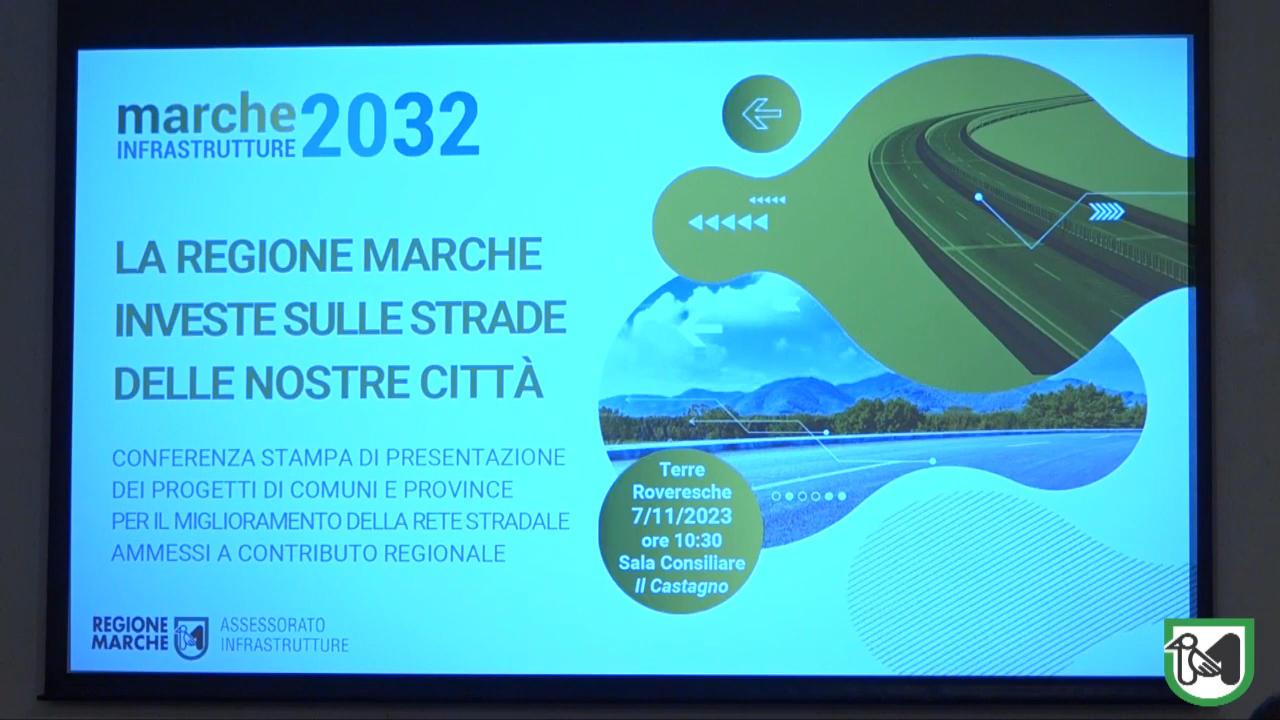 marche
INFRASTRUTTURE 2032
LA REGIONE MARCHE
INVESTE SULLE STRADE
DELLE NOSTRE CITTÀ
CONFERENZA STAMPA DI PRESENTAZIONE
DEI PROGETTI DI COMUNI E PROVINCE
PER IL MIGLIORAMENTO DELLA RETE STRADALE
AMMESSI A CONTRIBUTO REGIONALE
Terre
Roveresche
7/11/2023
ore 10:30
Sala Consiliare
Il Castagno
REGIONE
MARCHE
ASSESSORATO
INFRASTRUTTURE